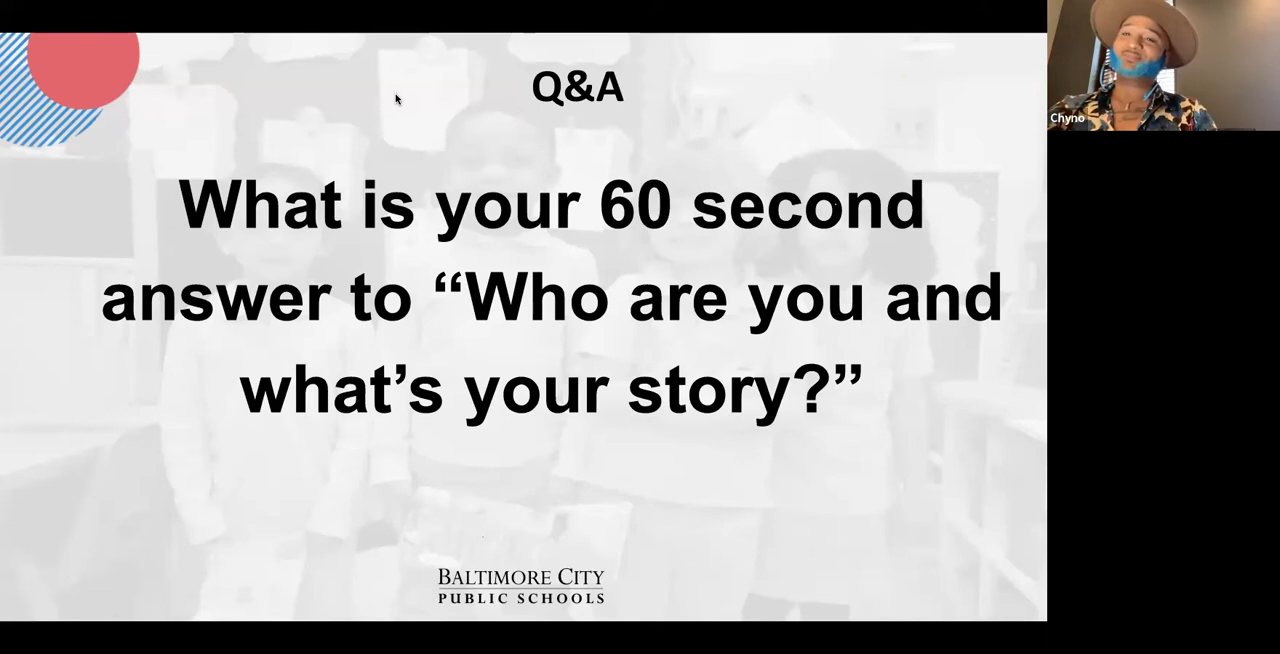 Q&A
What is your 60 second
answer to “Who are you and
what’s your story?”
BALTIMORE CITY
PUBLIC SCHOOLS
Chyno